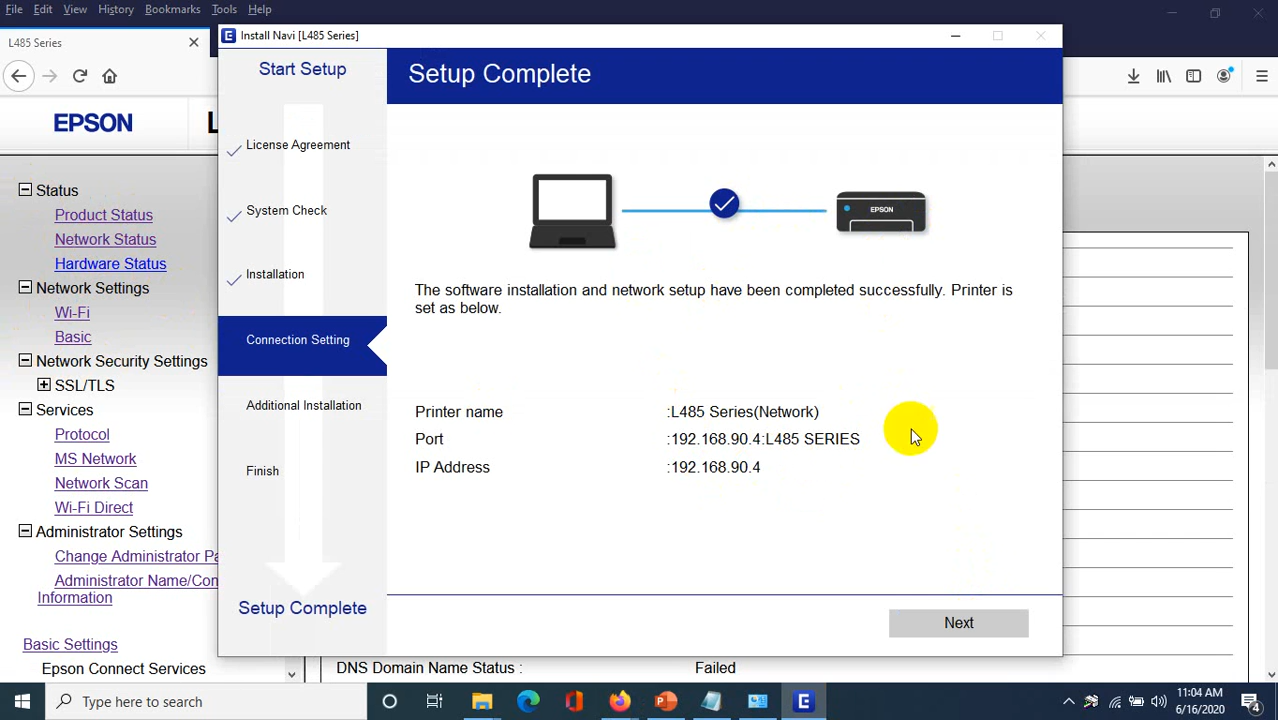 File Edit View History Bookmarks Tools Help
L485 Series
EPSON
Status
Product Status
Network Status
Hardware Status
Network Settings
Wi-Fi
Basic
Network Security Settings
SSL/TLS
Services
Protocol
MS Network
Network Scan
Wi-Fi Direct
Administrator Settings
Change Administrator Pa
Administrator Name/Con
Information
Basic Settings
Epson Connect Services
Install Navi [L485 Series]
Start Setup
License Agreement
System Check
Installation
Connection Setting
Additional Installation
Finish
Setup Complete
Setup Complete
EPSON
The software installation and network setup have been completed successfully. Printer is
set as below.
Printer name :L485 Series(Network)
Port :192.168.90.4:L485 SERIES
IP Address :192.168.90.4
Next
DNS Domain Name Status : Failed
Type here to search
11:04 AM
6/16/2020
4